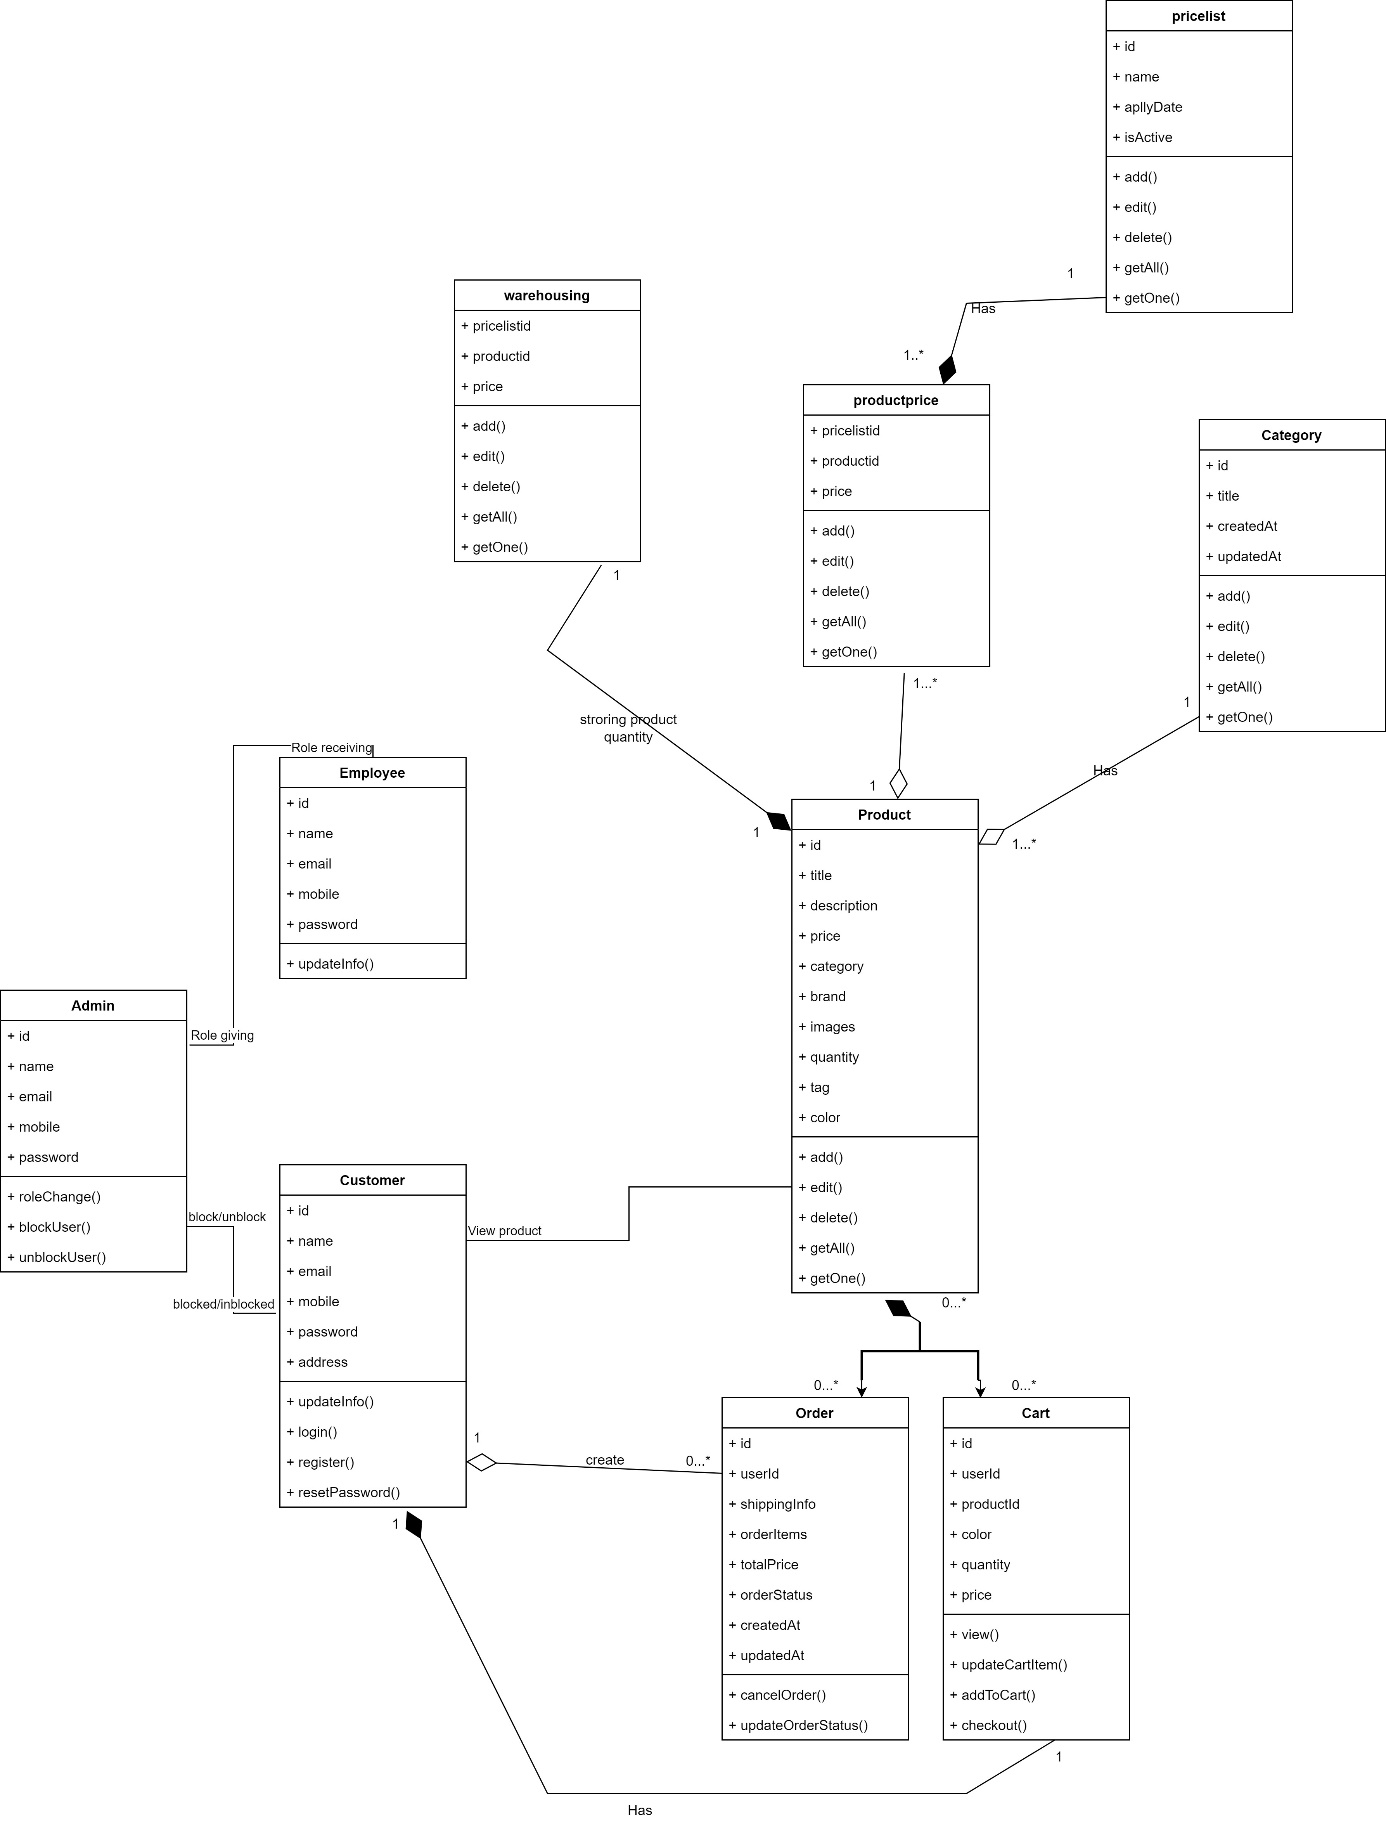 pricelist
+ id
+ name
+ apllyDate
+ isActive
+ add()
+ edit()
+ delete()
+ getAll()
+ getOne()
1
Has
1..*
warehousing
+ pricelistid
+ productid
+ price
+ add()
+ edit()
+ delete()
+ getAll()
+ getOne()
1
stroring product
quantity
1
productprice
+ pricelistid
+ productid
+ price
+ add()
+ edit()
+ delete()
+ getAll()
+ getOne()
1...*
1
Category
+ id
+ title
+ createdAt
+ updatedAt
+ add()
+ edit()
+ delete()
+ getAll()
+ getOne()
1
Has
1...*
Role receiving
Employee
+ id
+ name
+ email
+ mobile
+ password
+ updateInfo()
Role giving
Admin
+ id
+ name
+ email
+ mobile
+ password
+ roleChange()
+ blockUser()
+ unblockUser()
block/unblock
blocked/inblocked
Product
+ id
+ title
+ description
+ price
+ category
+ brand
+ images
+ quantity
+ tag
+ color
+ add()
+ edit()
+ delete()
+ getAll()
+ getOne()
0...*
0...*
0...*
Customer
+ id
+ name
+ email
+ mobile
+ password
+ address
+ updateInfo()
+ login()
+ register()
+ resetPassword()
View product
1
create
0...*
1
Order
+ id
+ userId
+ shippingInfo
+ orderItems
+ totalPrice
+ orderStatus
+ createdAt
+ updatedAt
+ cancelOrder()
+ updateOrderStatus()
Cart
+ id
+ userId
+ productId
+ color
+ quantity
+ price
+ view()
+ updateCartItem()
+ addToCart()
+ checkout()
1
Has